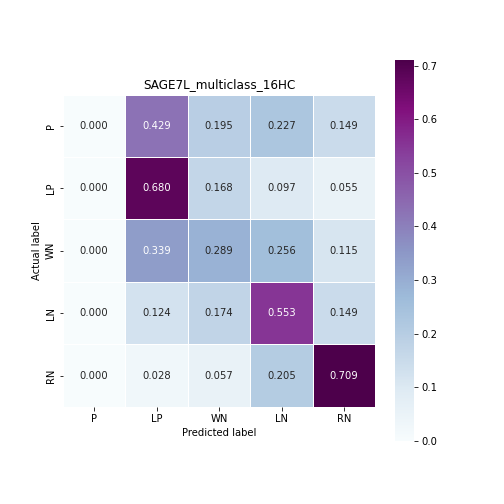 SAGE7L_multiclass_16HC
P 0.000 0.429 0.195 0.227 0.149
LP 0.000 0.680 0.168 0.097 0.055
WN 0.000 0.339 0.289 0.256 0.115
LN 0.000 0.124 0.174 0.553 0.149
RN 0.000 0.028 0.057 0.205 0.709
P LP WN LN RN
Actual label
Predicted label
0.7
0.6
0.5
0.4
0.3
0.2
0.1
0.0